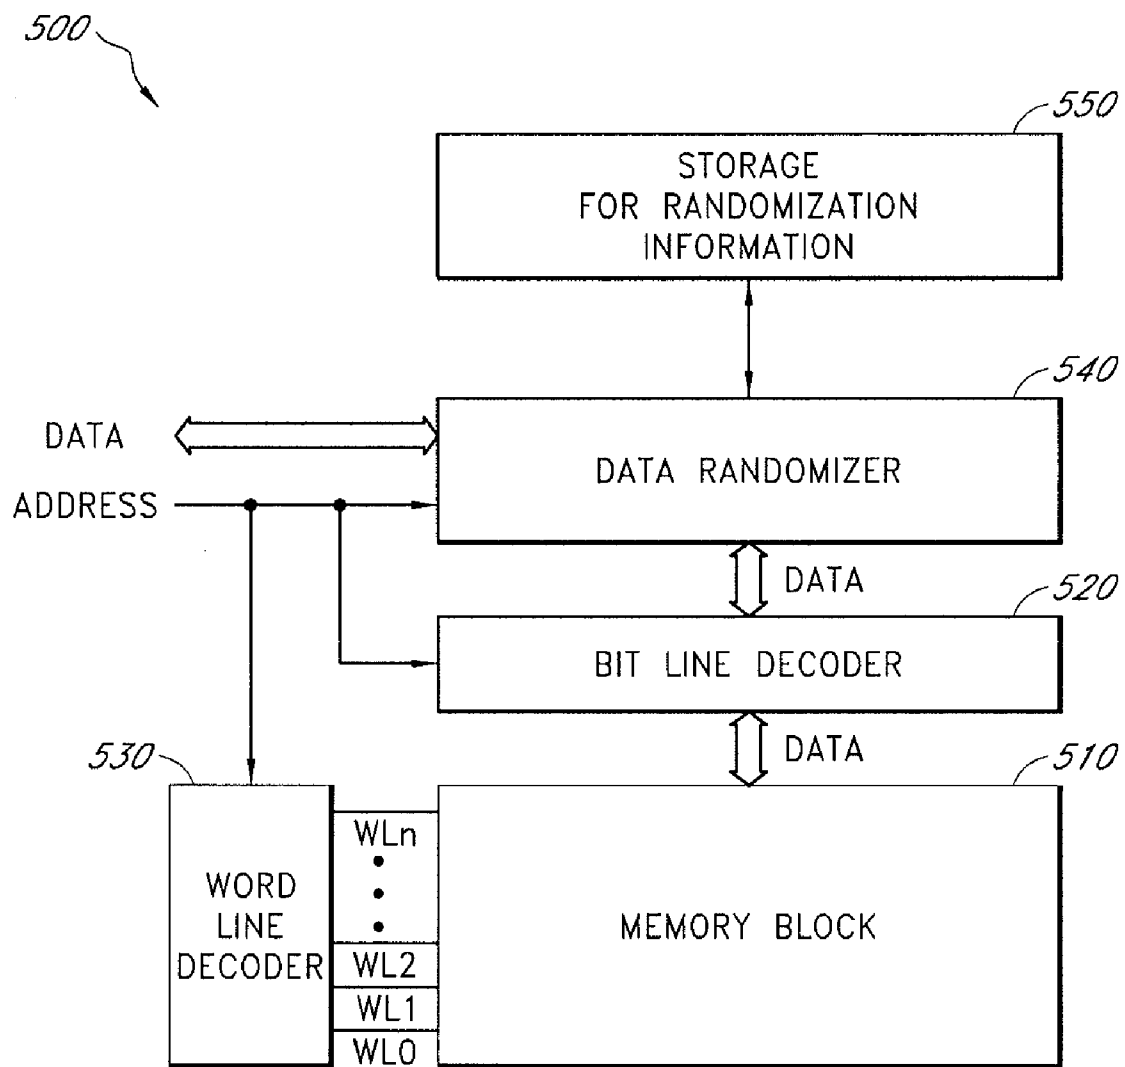 500
550
STORAGE
FOR RANDOMIZATION
INFORMATION
540
DATA
DATA RANDOMIZER
ADDRESS
DATA
520
BIT LINE DECODER
530
DATA
510
WLn
WORD
LINE
DECODER
MEMORY BLOCK
WL2
WL1
WL0